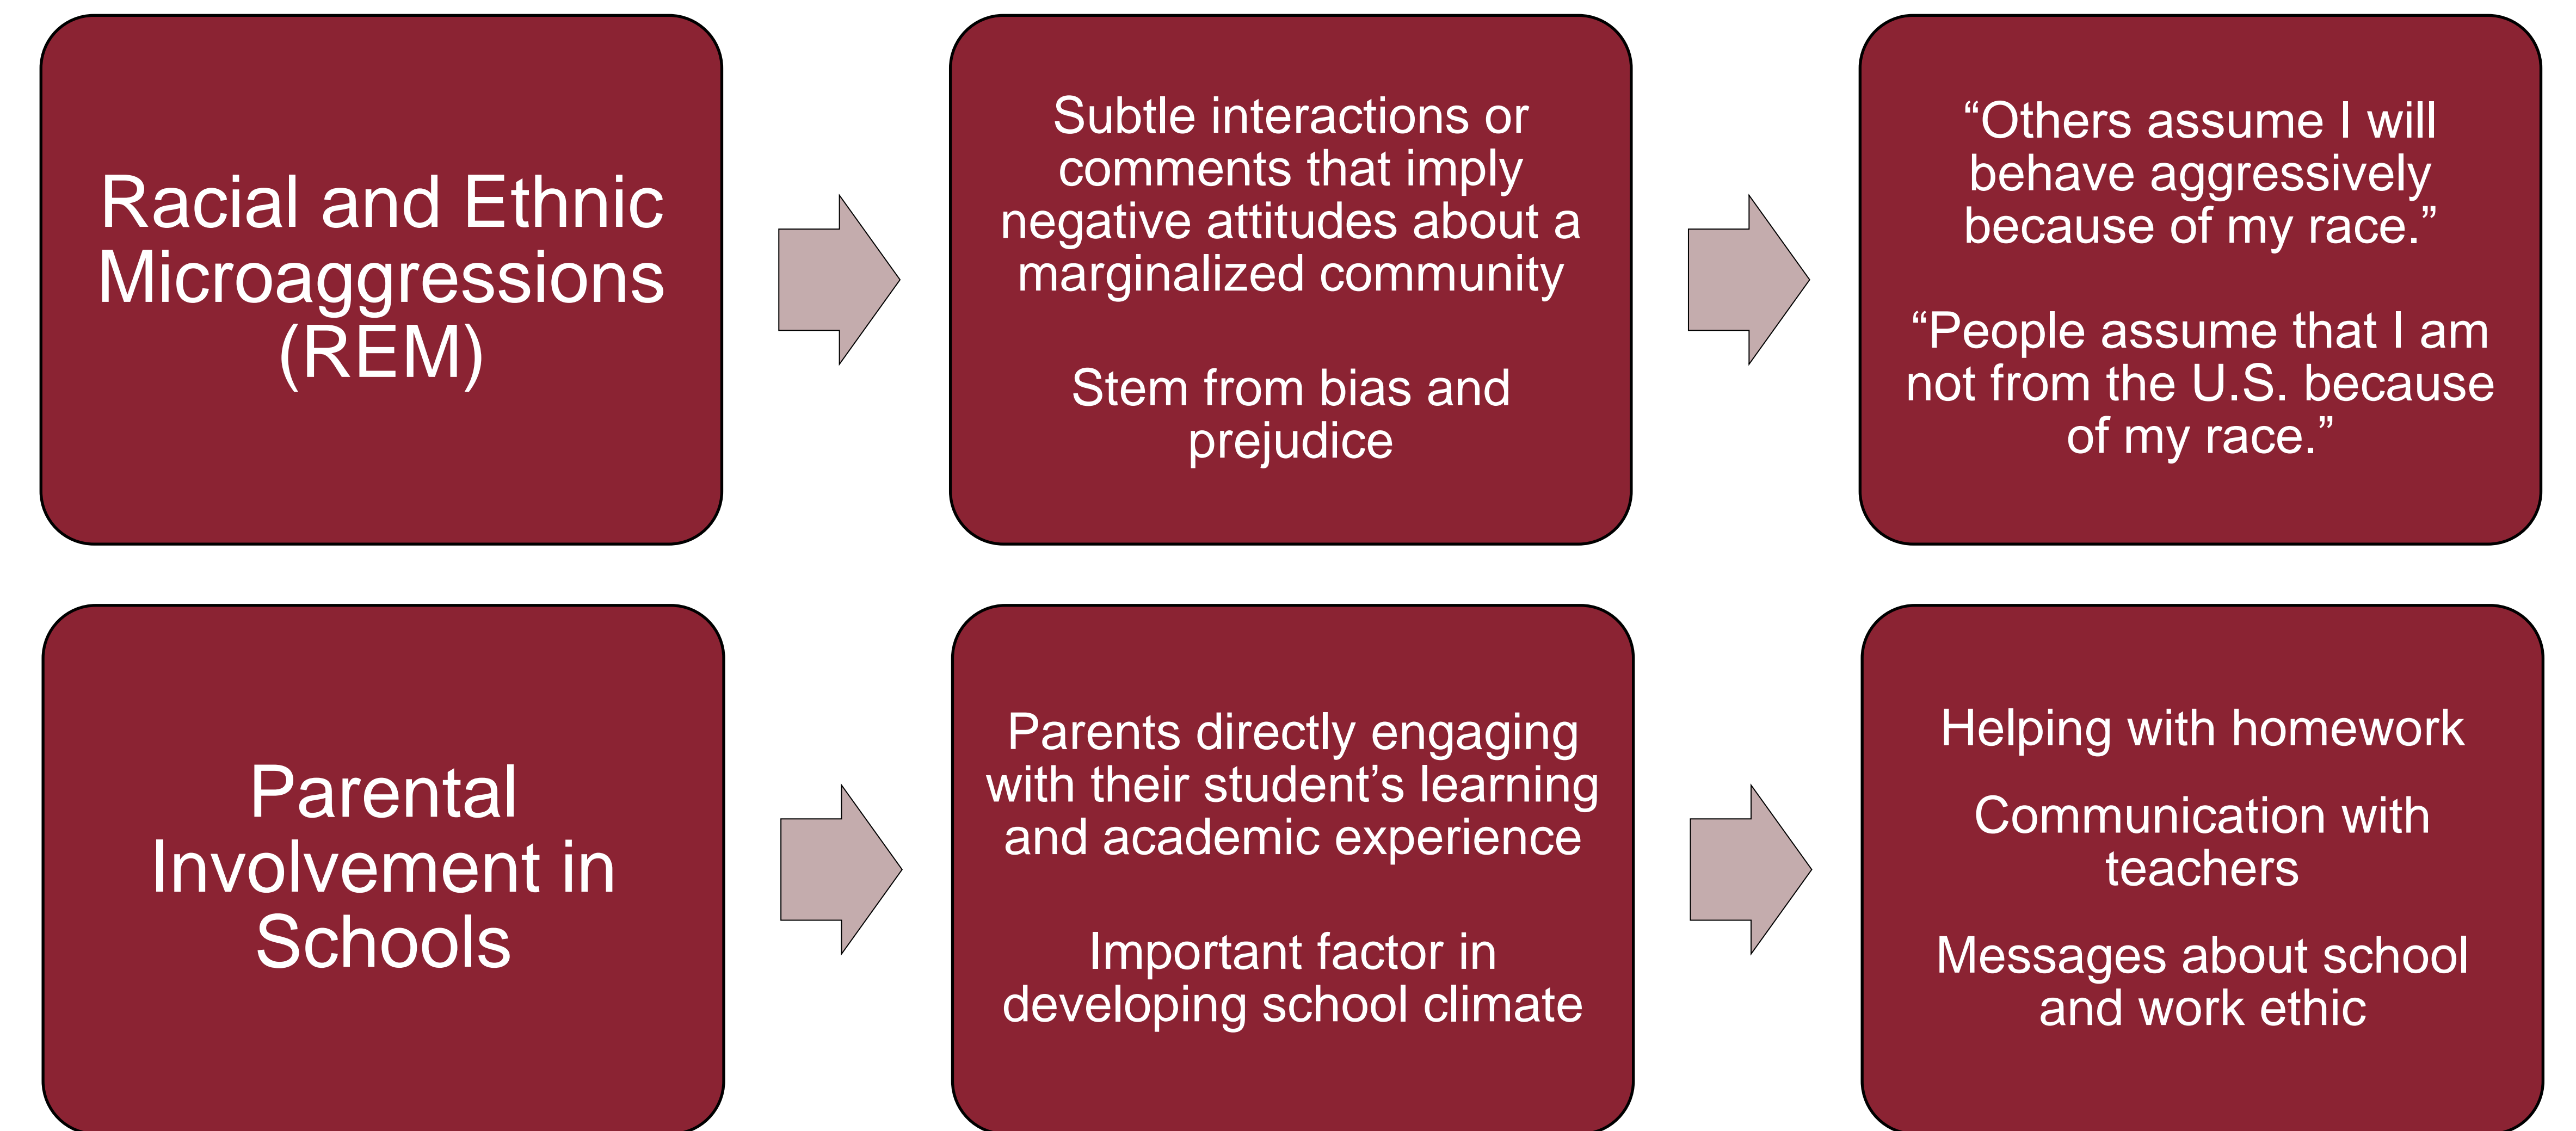 Racial and Ethnic
Microaggressions
(REM)
Subtle interactions or
comments that imply
negative attitudes about a
marginalized community
Stem from bias and
prejudice
“Others assume I will
behave aggressively
because of my race.”
“People assume that I am
not from the U.S. because
of my race.”
Parental
Involvement in
Schools
Parents directly engaging
with their student’s learning
and academic experience
Important factor in
developing school climate
Helping with homework
Communication with
teachers
Messages about school
and work ethic